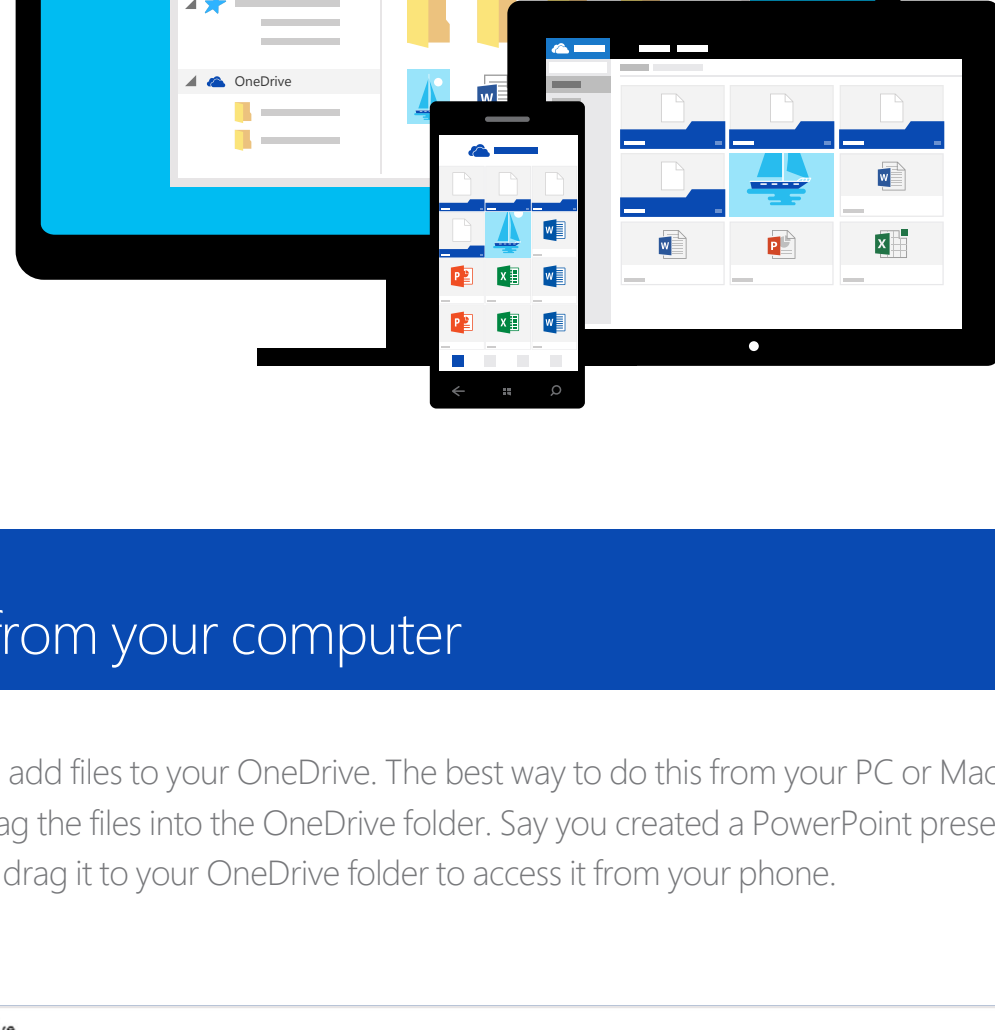 OneDrive
W
W
P
X
W
P
X
W
W
W
P
X
from your computer
add files to your OneDrive. The best way to do this from your PC or Mac
the files into the OneDrive folder. Say you created a PowerPoint
drag it to your OneDrive folder to access it from your phone.